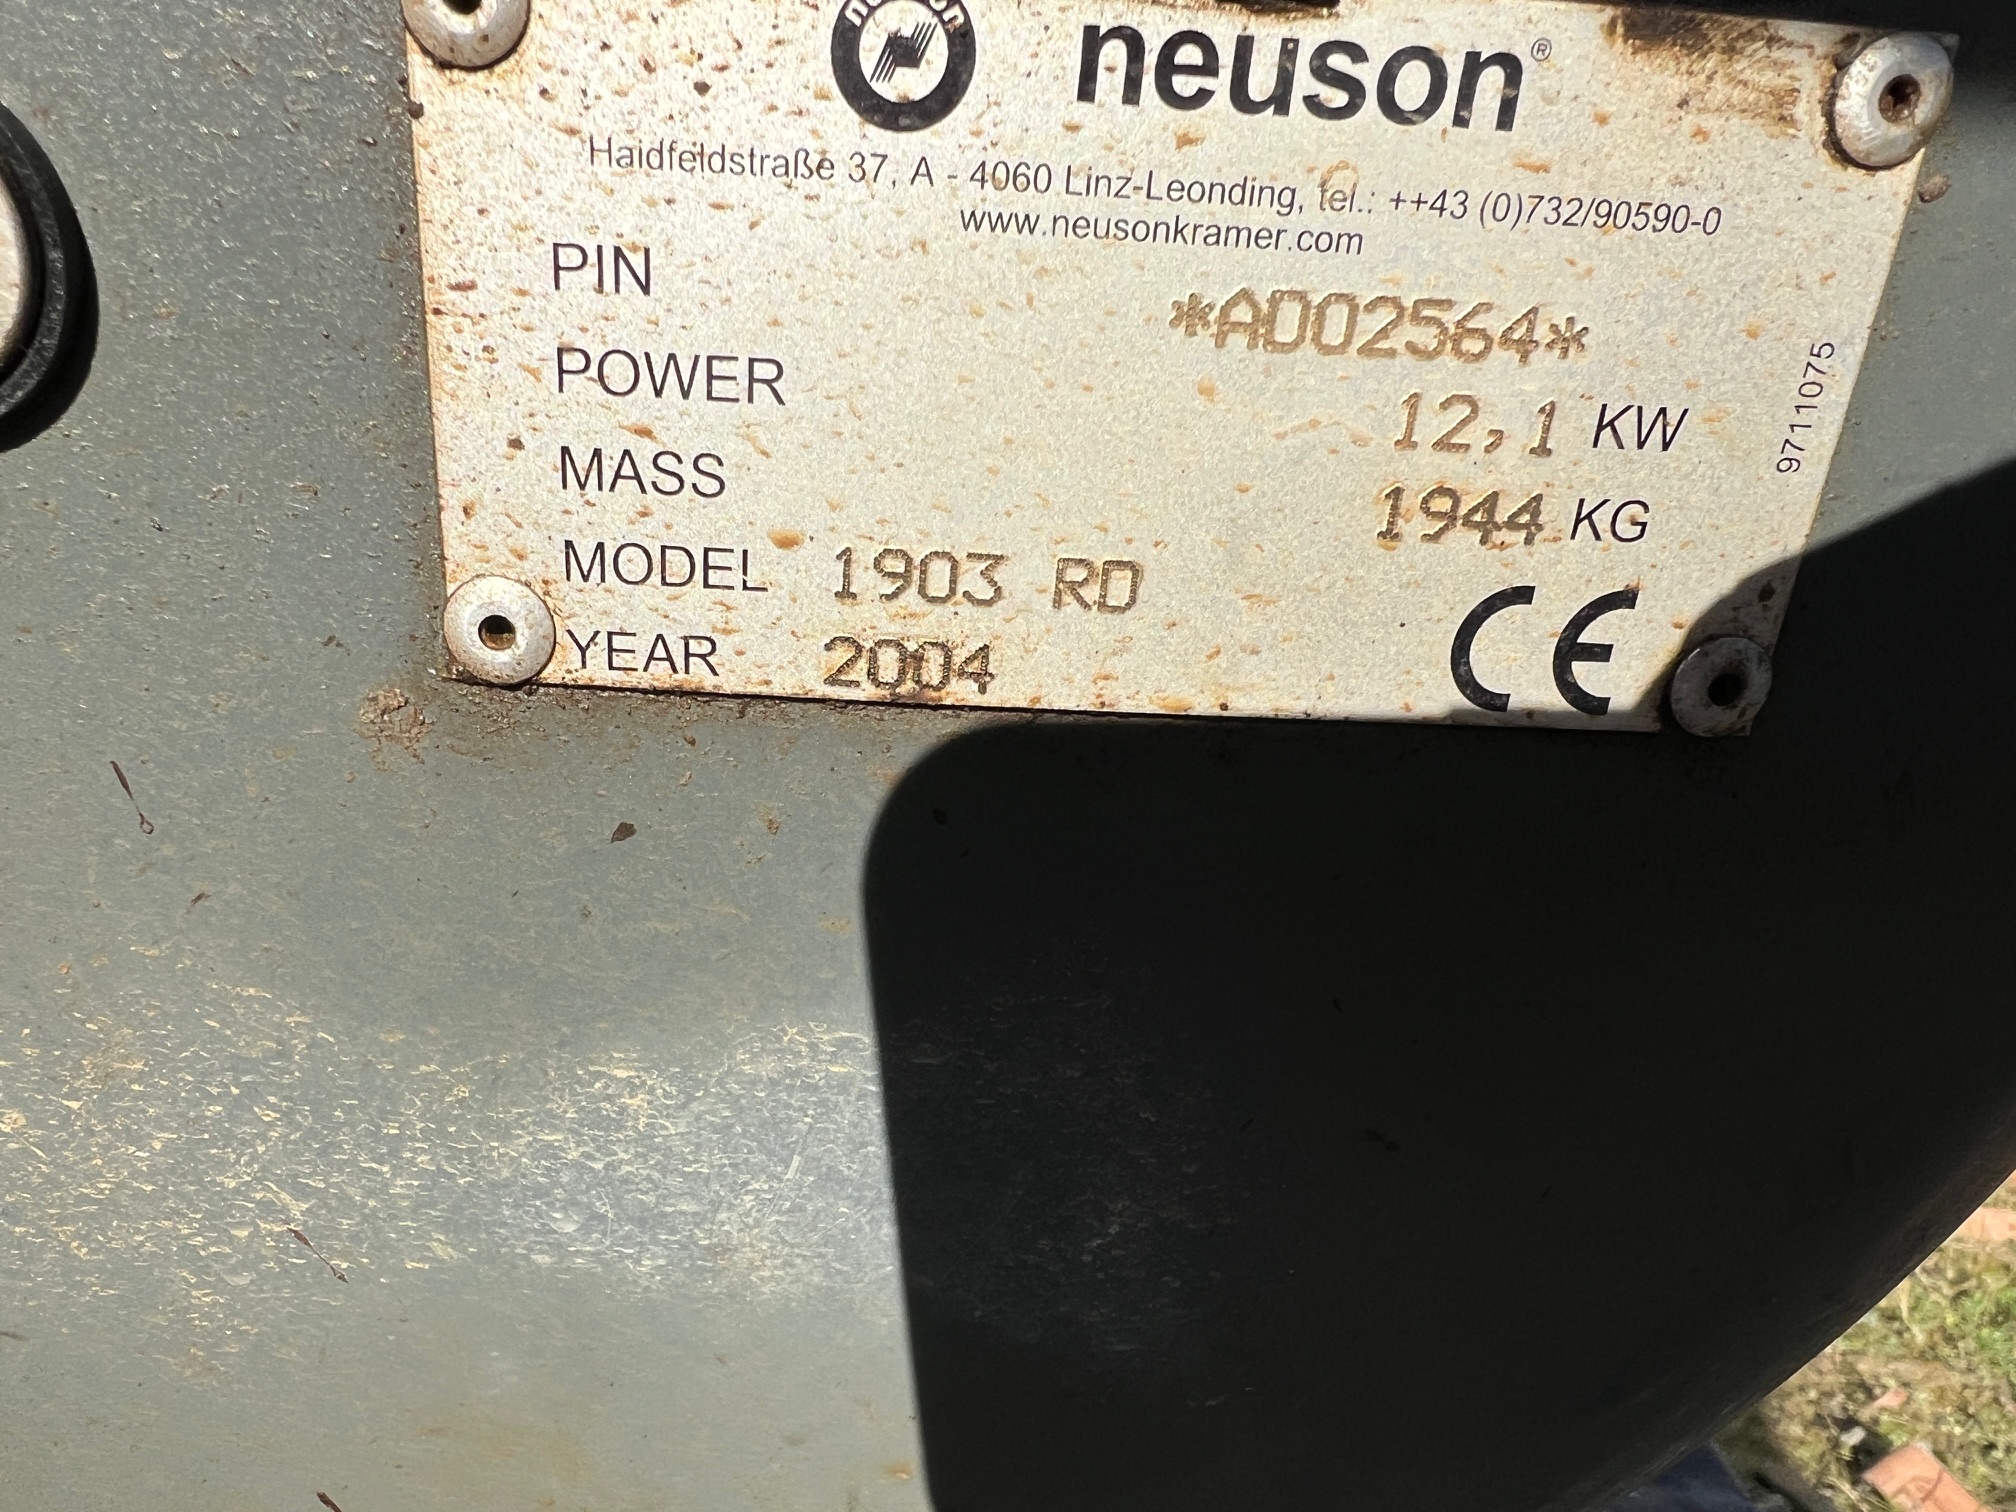 neuson
neuson®
Haidfeldstraße 37, A - 4060 Linz-Leonding, tel.: ++43 (0)732/90590-0
www.neusonkramer.com
PIN *AD02564*
POWER 12,1 KW
MASS 1944 KG
MODEL 1903 RD
YEAR 2004
CE
9711075